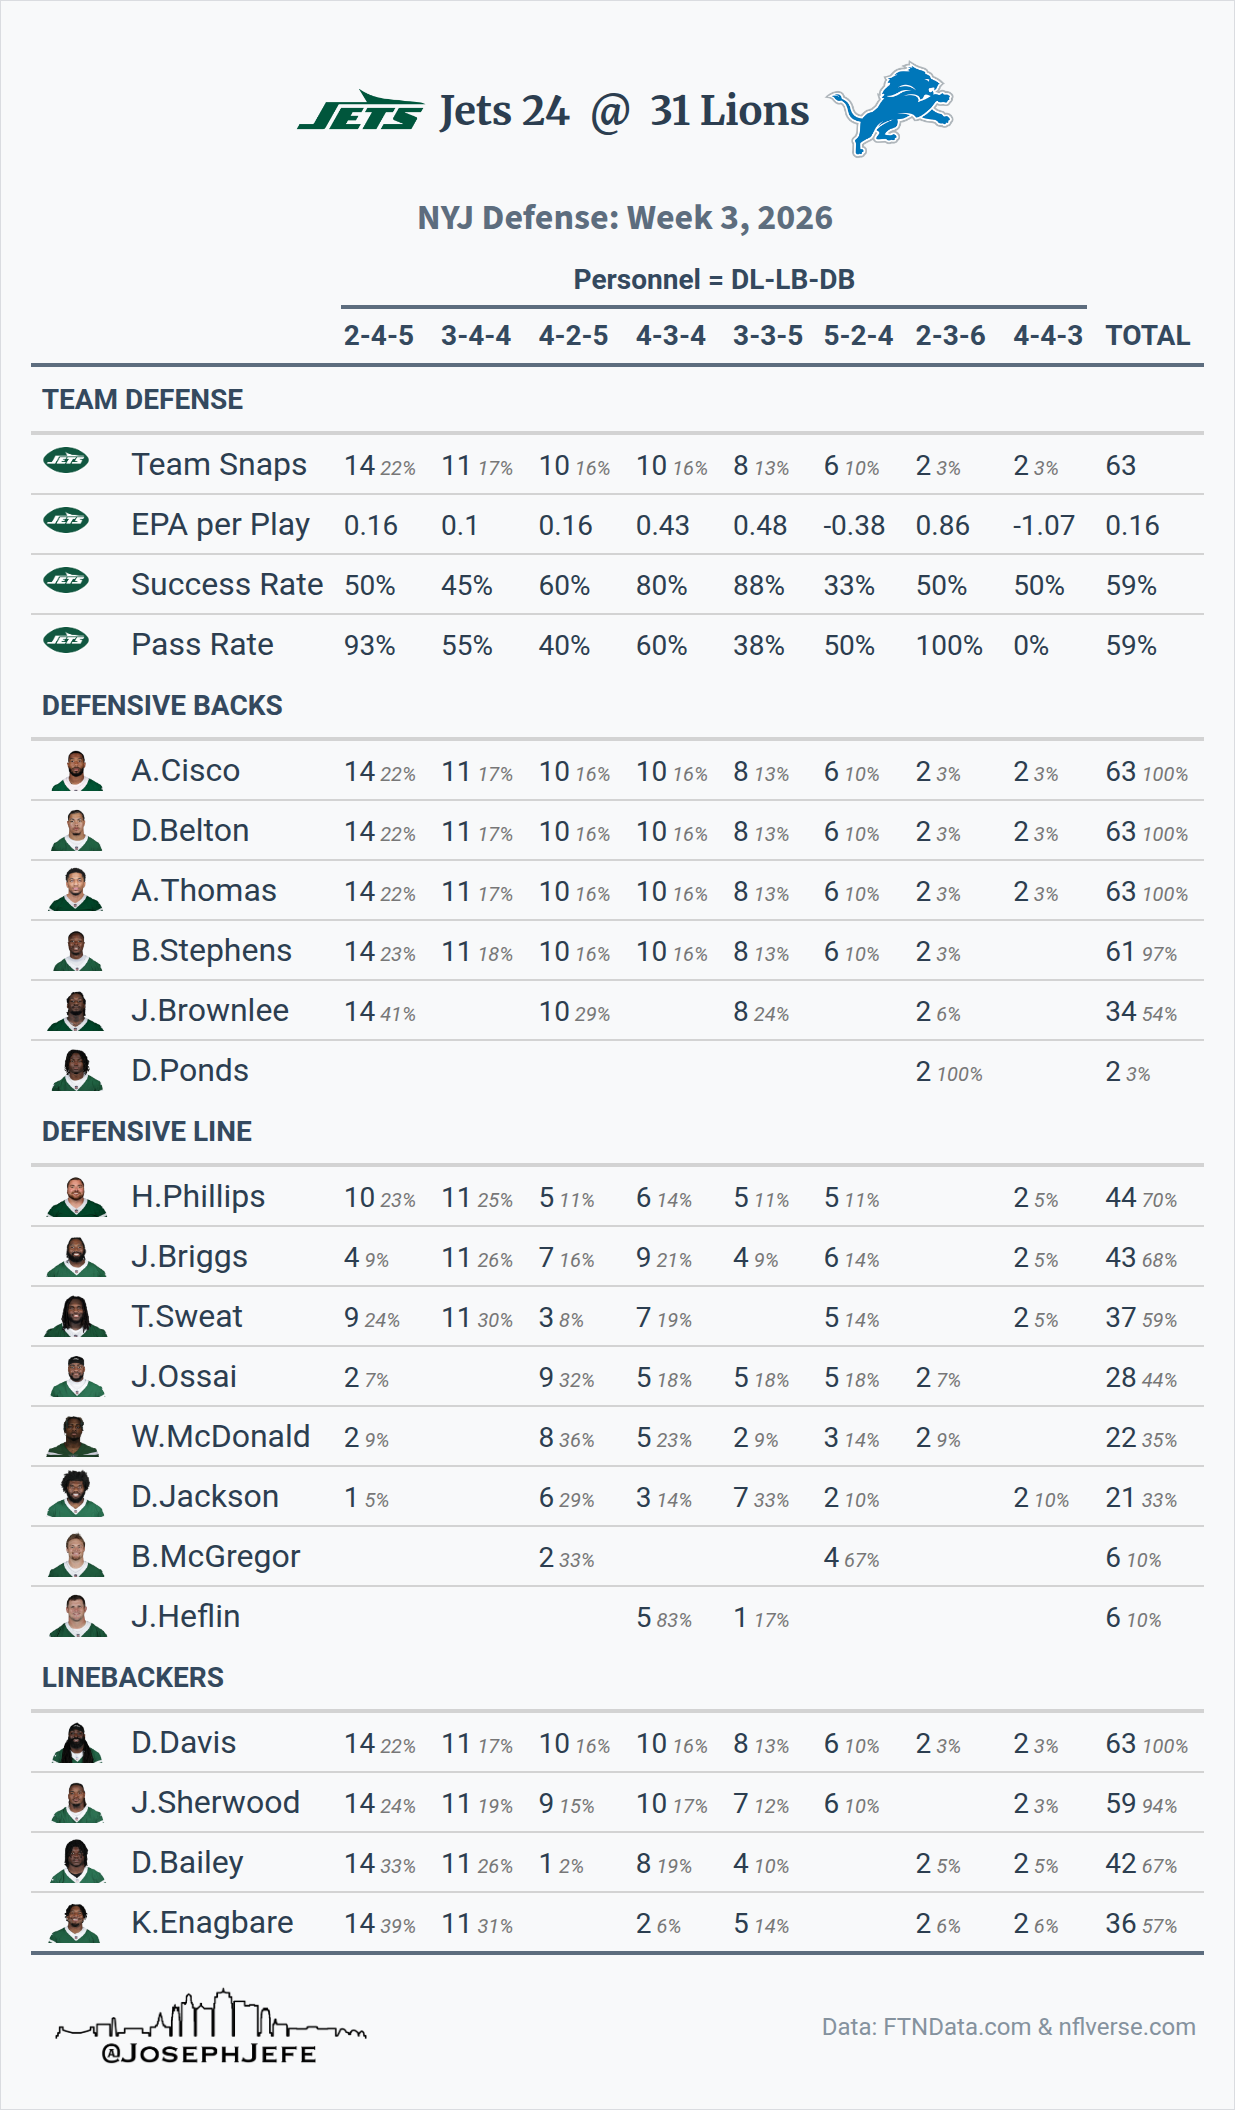 JETS Jets 24 @ 31 Lions
NYJ Defense: Week 3, 2026
Personnel = DL-LB-DB
2-4-5 3-4-4 4-2-5 4-3-4 3-3-5 5-2-4 2-3-6 4-4-3 TOTAL
TEAM DEFENSE
JETS Team Snaps 14 22% 11 17% 10 16% 10 16% 8 13% 6 10% 2 3% 2 3% 63
JETS EPA per Play 0.16 0.1 0.16 0.43 0.48 -0.38 0.86 -1.07 0.16
JETS Success Rate 50% 45% 60% 80% 88% 33% 50% 50% 59%
JETS Pass Rate 93% 55% 40% 60% 38% 50% 100% 0% 59%
DEFENSIVE BACKS
A.Cisco 14 22% 11 17% 10 16% 10 16% 8 13% 6 10% 2 3% 2 3% 63 100%
D.Belton 14 22% 11 17% 10 16% 10 16% 8 13% 6 10% 2 3% 2 3% 63 100%
A.Thomas 14 22% 11 17% 10 16% 10 16% 8 13% 6 10% 2 3% 2 3% 63 100%
B.Stephens 14 23% 11 18% 10 16% 10 16% 8 13% 6 10% 2 3% 61 97%
J.Brownlee 14 41% 10 29% 8 24% 2 6% 34 54%
D.Ponds 2 100% 2 3%
DEFENSIVE LINE
H.Phillips 10 23% 11 25% 5 11% 6 14% 5 11% 5 11% 2 5% 44 70%
J.Briggs 4 9% 11 26% 7 16% 9 21% 4 9% 6 14% 2 5% 43 68%
T.Sweat 9 24% 11 30% 3 8% 7 19% 5 14% 2 5% 37 59%
J.Ossai 2 7% 9 32% 5 18% 5 18% 5 18% 2 7% 28 44%
W.McDonald 2 9% 8 36% 5 23% 2 9% 3 14% 2 9% 22 35%
D.Jackson 1 5% 6 29% 3 14% 7 33% 2 10% 2 10% 21 33%
B.McGregor 2 33% 4 67% 6 10%
J.Heflin 5 83% 1 17% 6 10%
LINEBACKERS
D.Davis 14 22% 11 17% 10 16% 10 16% 8 13% 6 10% 2 3% 2 3% 63 100%
J.Sherwood 14 24% 11 19% 9 15% 10 17% 7 12% 6 10% 2 3% 59 94%
D.Bailey 14 33% 11 26% 1 2% 8 19% 4 10% 2 5% 2 5% 42 67%
K.Enagbare 14 39% 11 31% 2 6% 5 14% 2 6% 2 6% 36 57%
@JOSEPHJEFE
Data: FTNData.com & nflverse.com